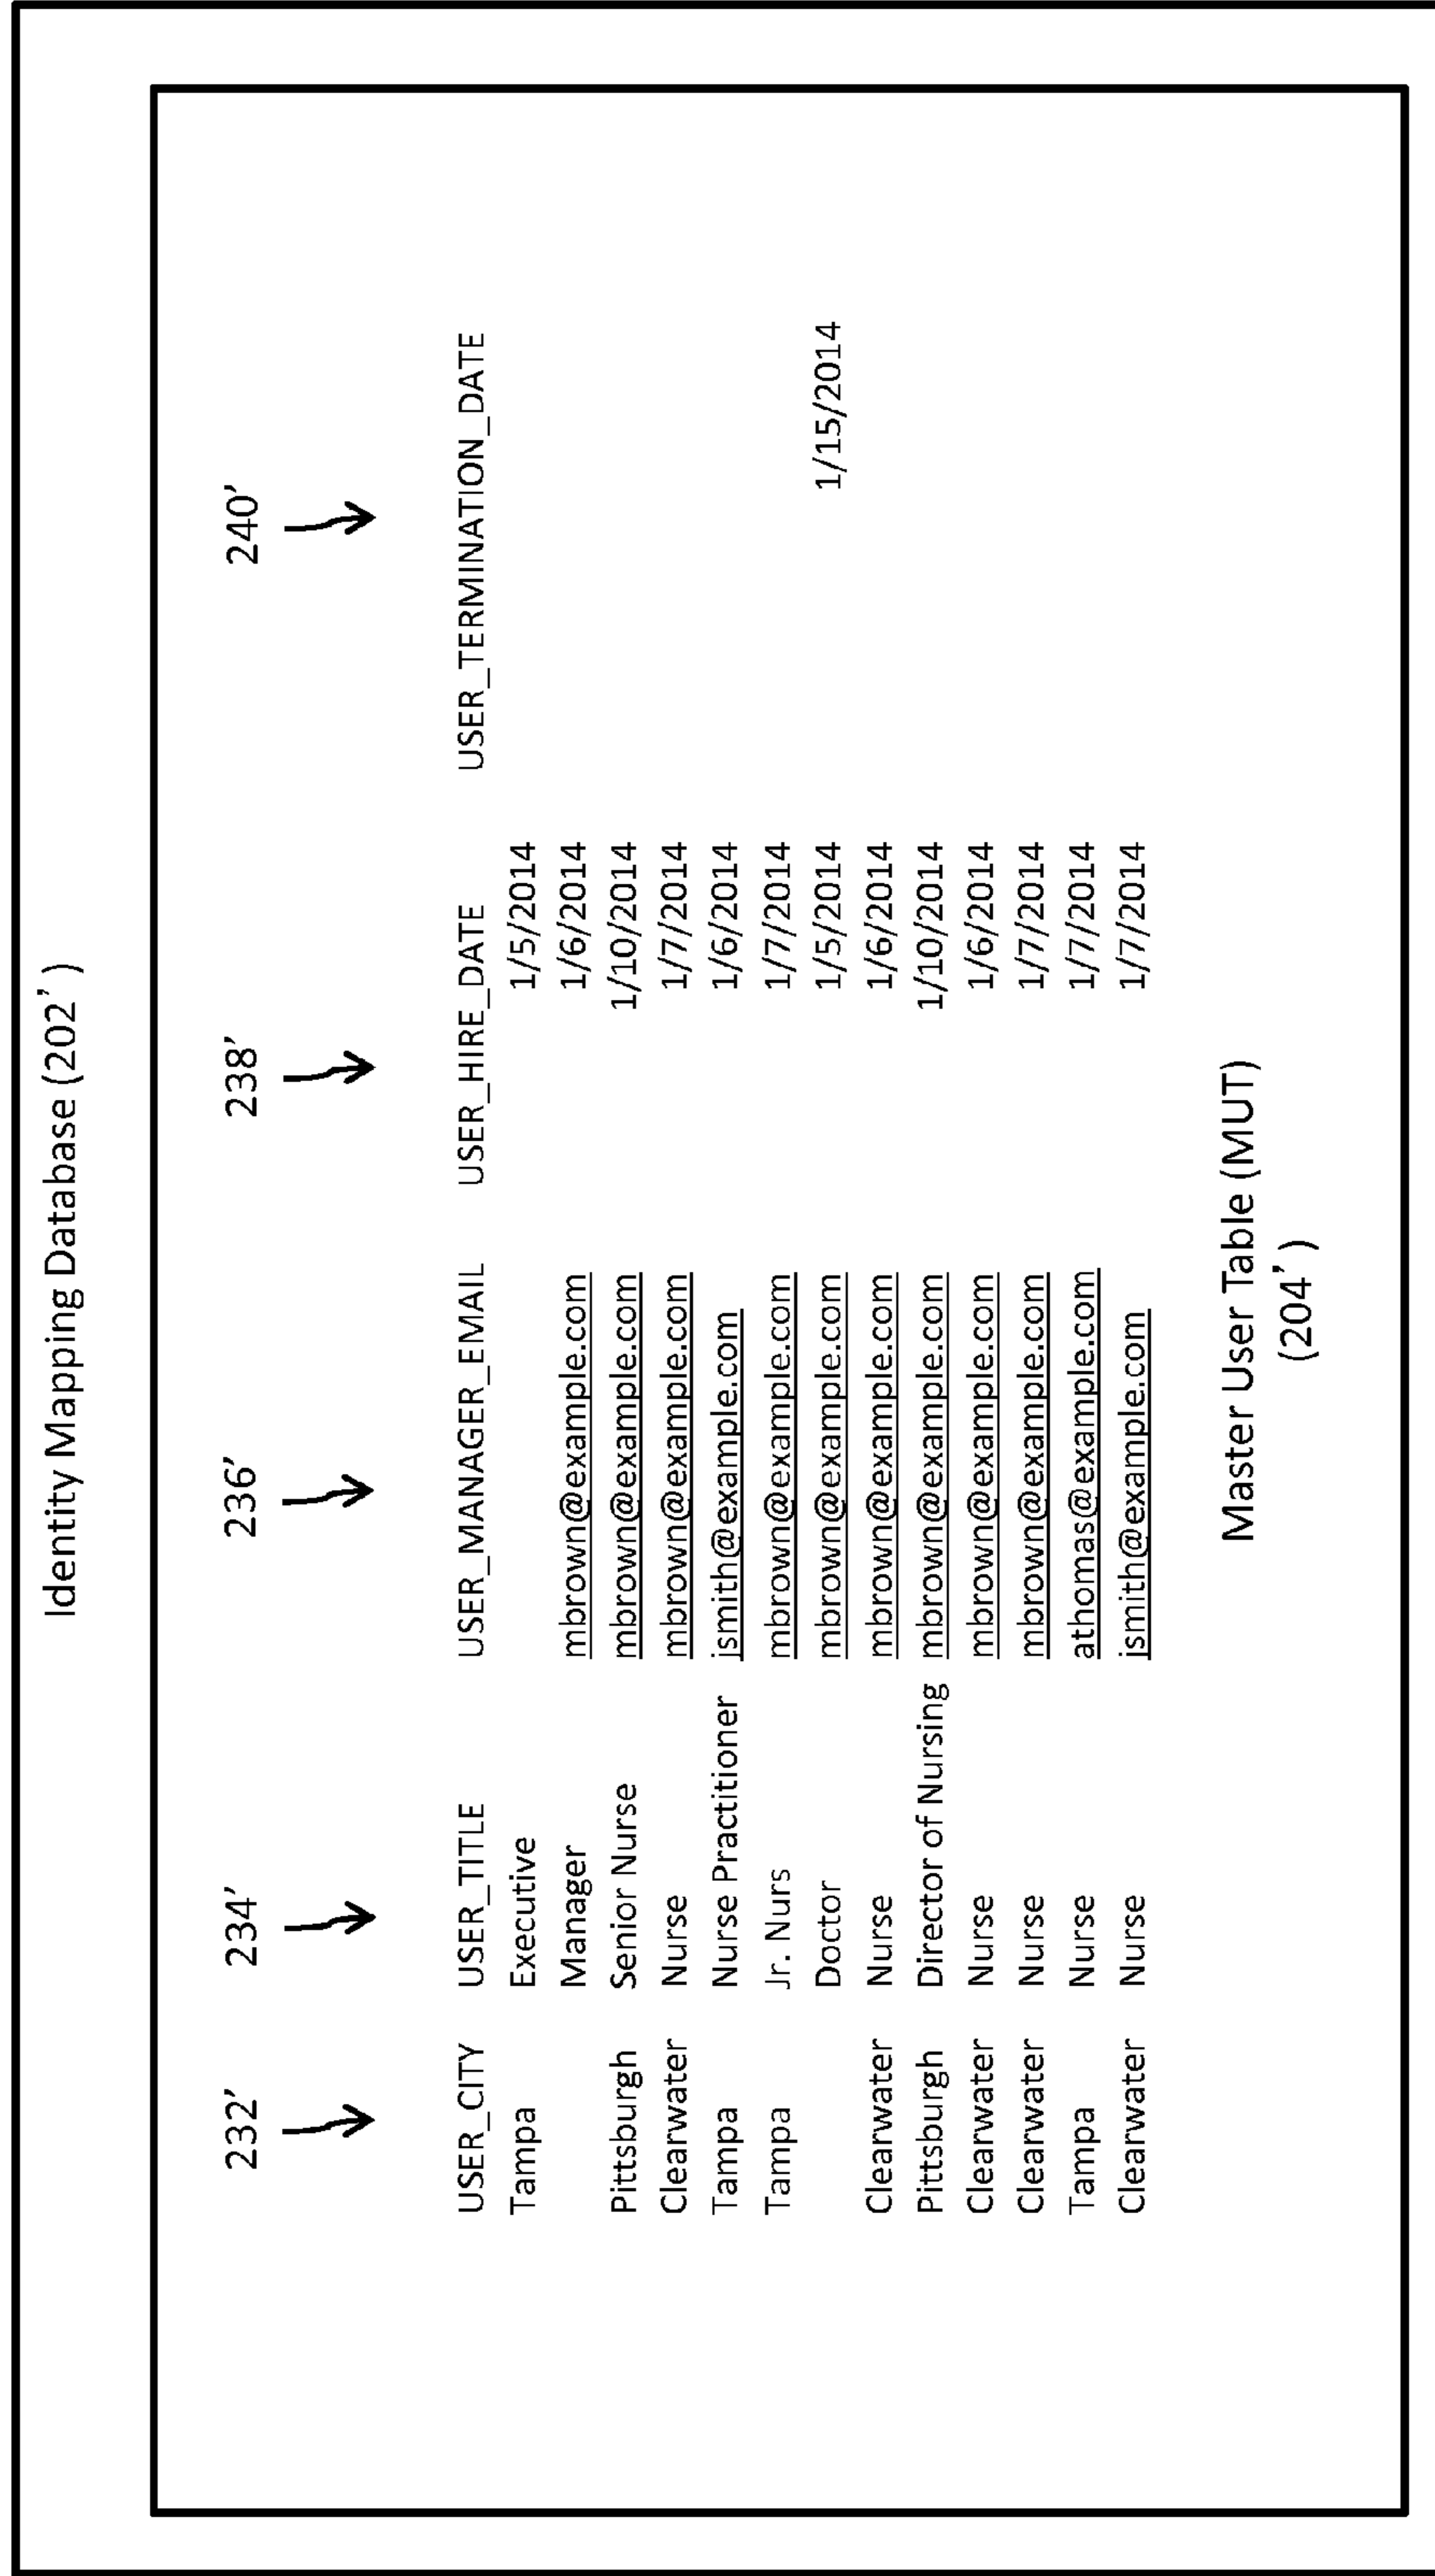 Identity Mapping Database (202’ )
232’ 234’ 236’ 238’ 240’
USER_CITY USER_TITLE USER_MANAGER_EMAIL USER_HIRE_DATE USER_TERMINATION_DATE
Tampa Executive 1/5/2014
Manager mbrown@example.com 1/6/2014
Pittsburgh Senior Nurse mbrown@example.com 1/10/2014
Clearwater Nurse mbrown@example.com 1/7/2014
Tampa Nurse Practitioner jsmith@example.com 1/6/2014
Tampa Jr. Nurs mbrown@example.com 1/7/2014
Doctor mbrown@example.com 1/5/2014 1/15/2014
Clearwater Nurse mbrown@example.com 1/6/2014
Pittsburgh Director of Nursing mbrown@example.com 1/10/2014
Clearwater Nurse mbrown@example.com 1/6/2014
Clearwater Nurse mbrown@example.com 1/7/2014
Tampa Nurse athomas@example.com 1/7/2014
Clearwater Nurse jsmith@example.com 1/7/2014
Master User Table (MUT)
(204’ )